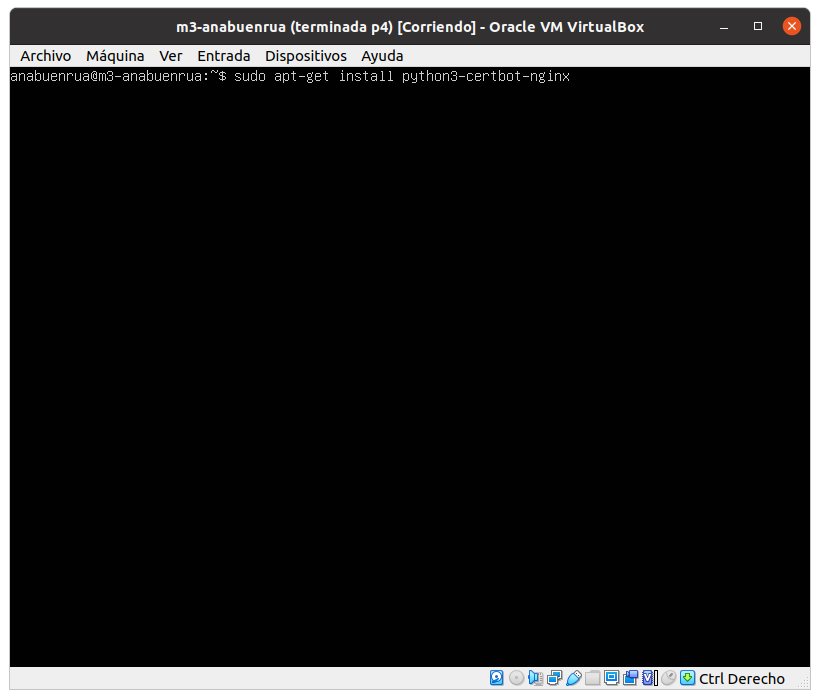 m3-anabuenrua (terminada p4) [Corriendo] - Oracle VM VirtualBox
Archivo Máquina Ver Entrada Dispositivos Ayuda
anabuenrua@m3-anabuenrua:~$ sudo apt-get install python3-certbot-nginx
Ctrl Derecho